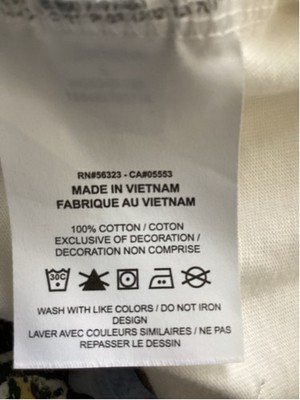 RN#56323 - CA#05553
MADE IN VIETNAM
FABRIQUE AU VIETNAM
100% COTTON / COTON
EXCLUSIVE OF DECORATION /
DECORATION NON COMPRISE
30C
WASH WITH LIKE COLORS / DO NOT IRON
DESIGN
LAVER AVEC COULEURS SIMILAIRES / NE PAS
REPASSER LE DESSIN